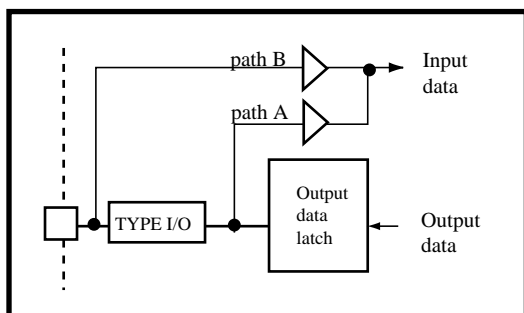 path B
Input
data
path A
TYPE I/O
Output
data
latch
Output
data